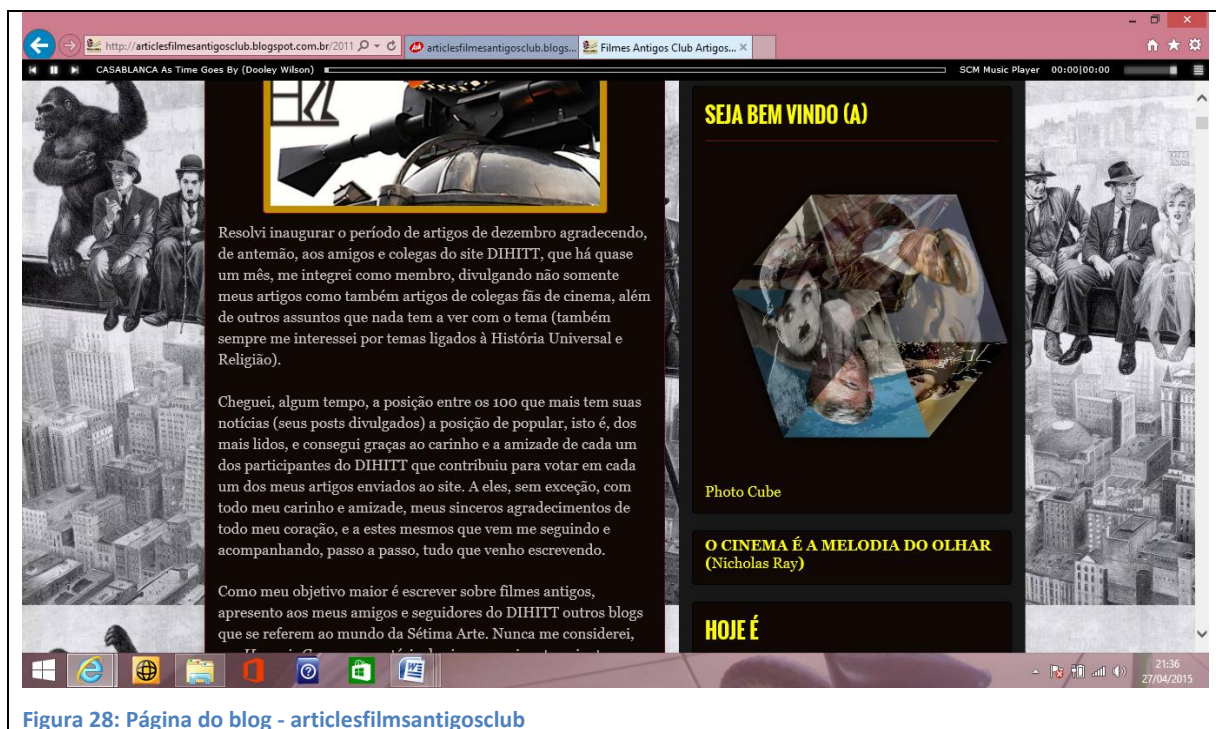 http://articlesfilmesantigosclub.blogspot.com.br/2011
articlesfilmesantigosclub.blogs...
Filmes Antigos Club Artigos...
CASABLANCA As Time Goes By (Dooley Wilson)
SCM Music Player 00:00|00:00
Resolvi inaugurar o período de artigos de dezembro agradecendo,
de antemão, aos amigos e colegas do site DIHITT, que há quase
um mês, me integrei como membro, divulgando não somente
meus artigos como também artigos de colegas fãs de cinema, além
de outros assuntos que nada tem a ver com o tema (também
sempre me interessei por temas ligados à História Universal e
Religião).
Cheguei, algum tempo, a posição entre os 100 que mais tem suas
notícias (seus posts divulgados) a posição de popular, isto é, dos
mais lidos, e consegui graças ao carinho e a amizade de cada um
dos participantes do DIHITT que contribuiu para votar em cada
um dos meus artigos enviados ao site. A eles, sem exceção, com
todo meu carinho e amizade, meus sinceros agradecimentos de
todo meu coração, e a estes mesmos que vem me seguindo e
acompanhando, passo a passo, tudo que venho escrevendo.
Como meu objetivo maior é escrever sobre filmes antigos,
apresento aos meus amigos e seguidores do DIHITT outros blogs
que se referem ao mundo da Sétima Arte. Nunca me considerei,
SEJA BEM VINDO (A)
Photo Cube
O CINEMA É A MELODIA DO OLHAR
(Nicholas Ray)
HOJE É
21:36
27/04/2015
Figura 28: Página do blog - articlesfilmsantigosclub